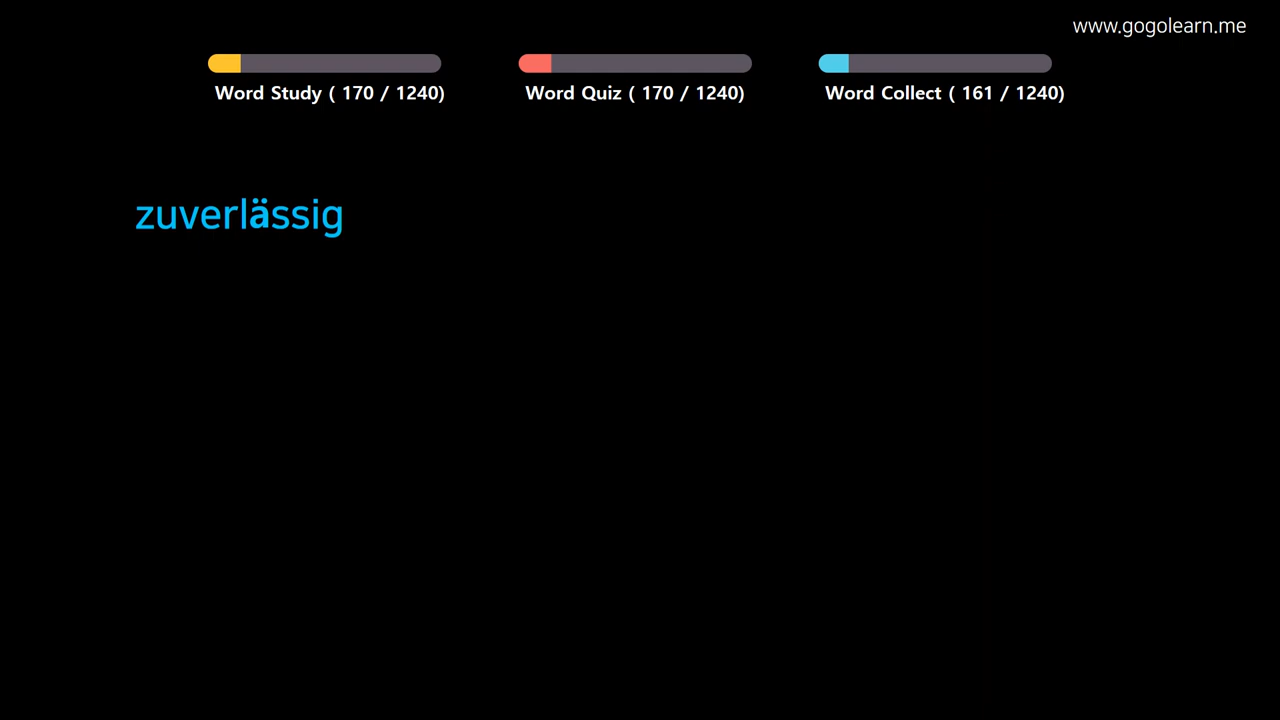 www.gogolearn.me
Word Study ( 170 / 1240)
Word Quiz ( 170 / 1240)
Word Collect ( 161 / 1240)
zuverlässig